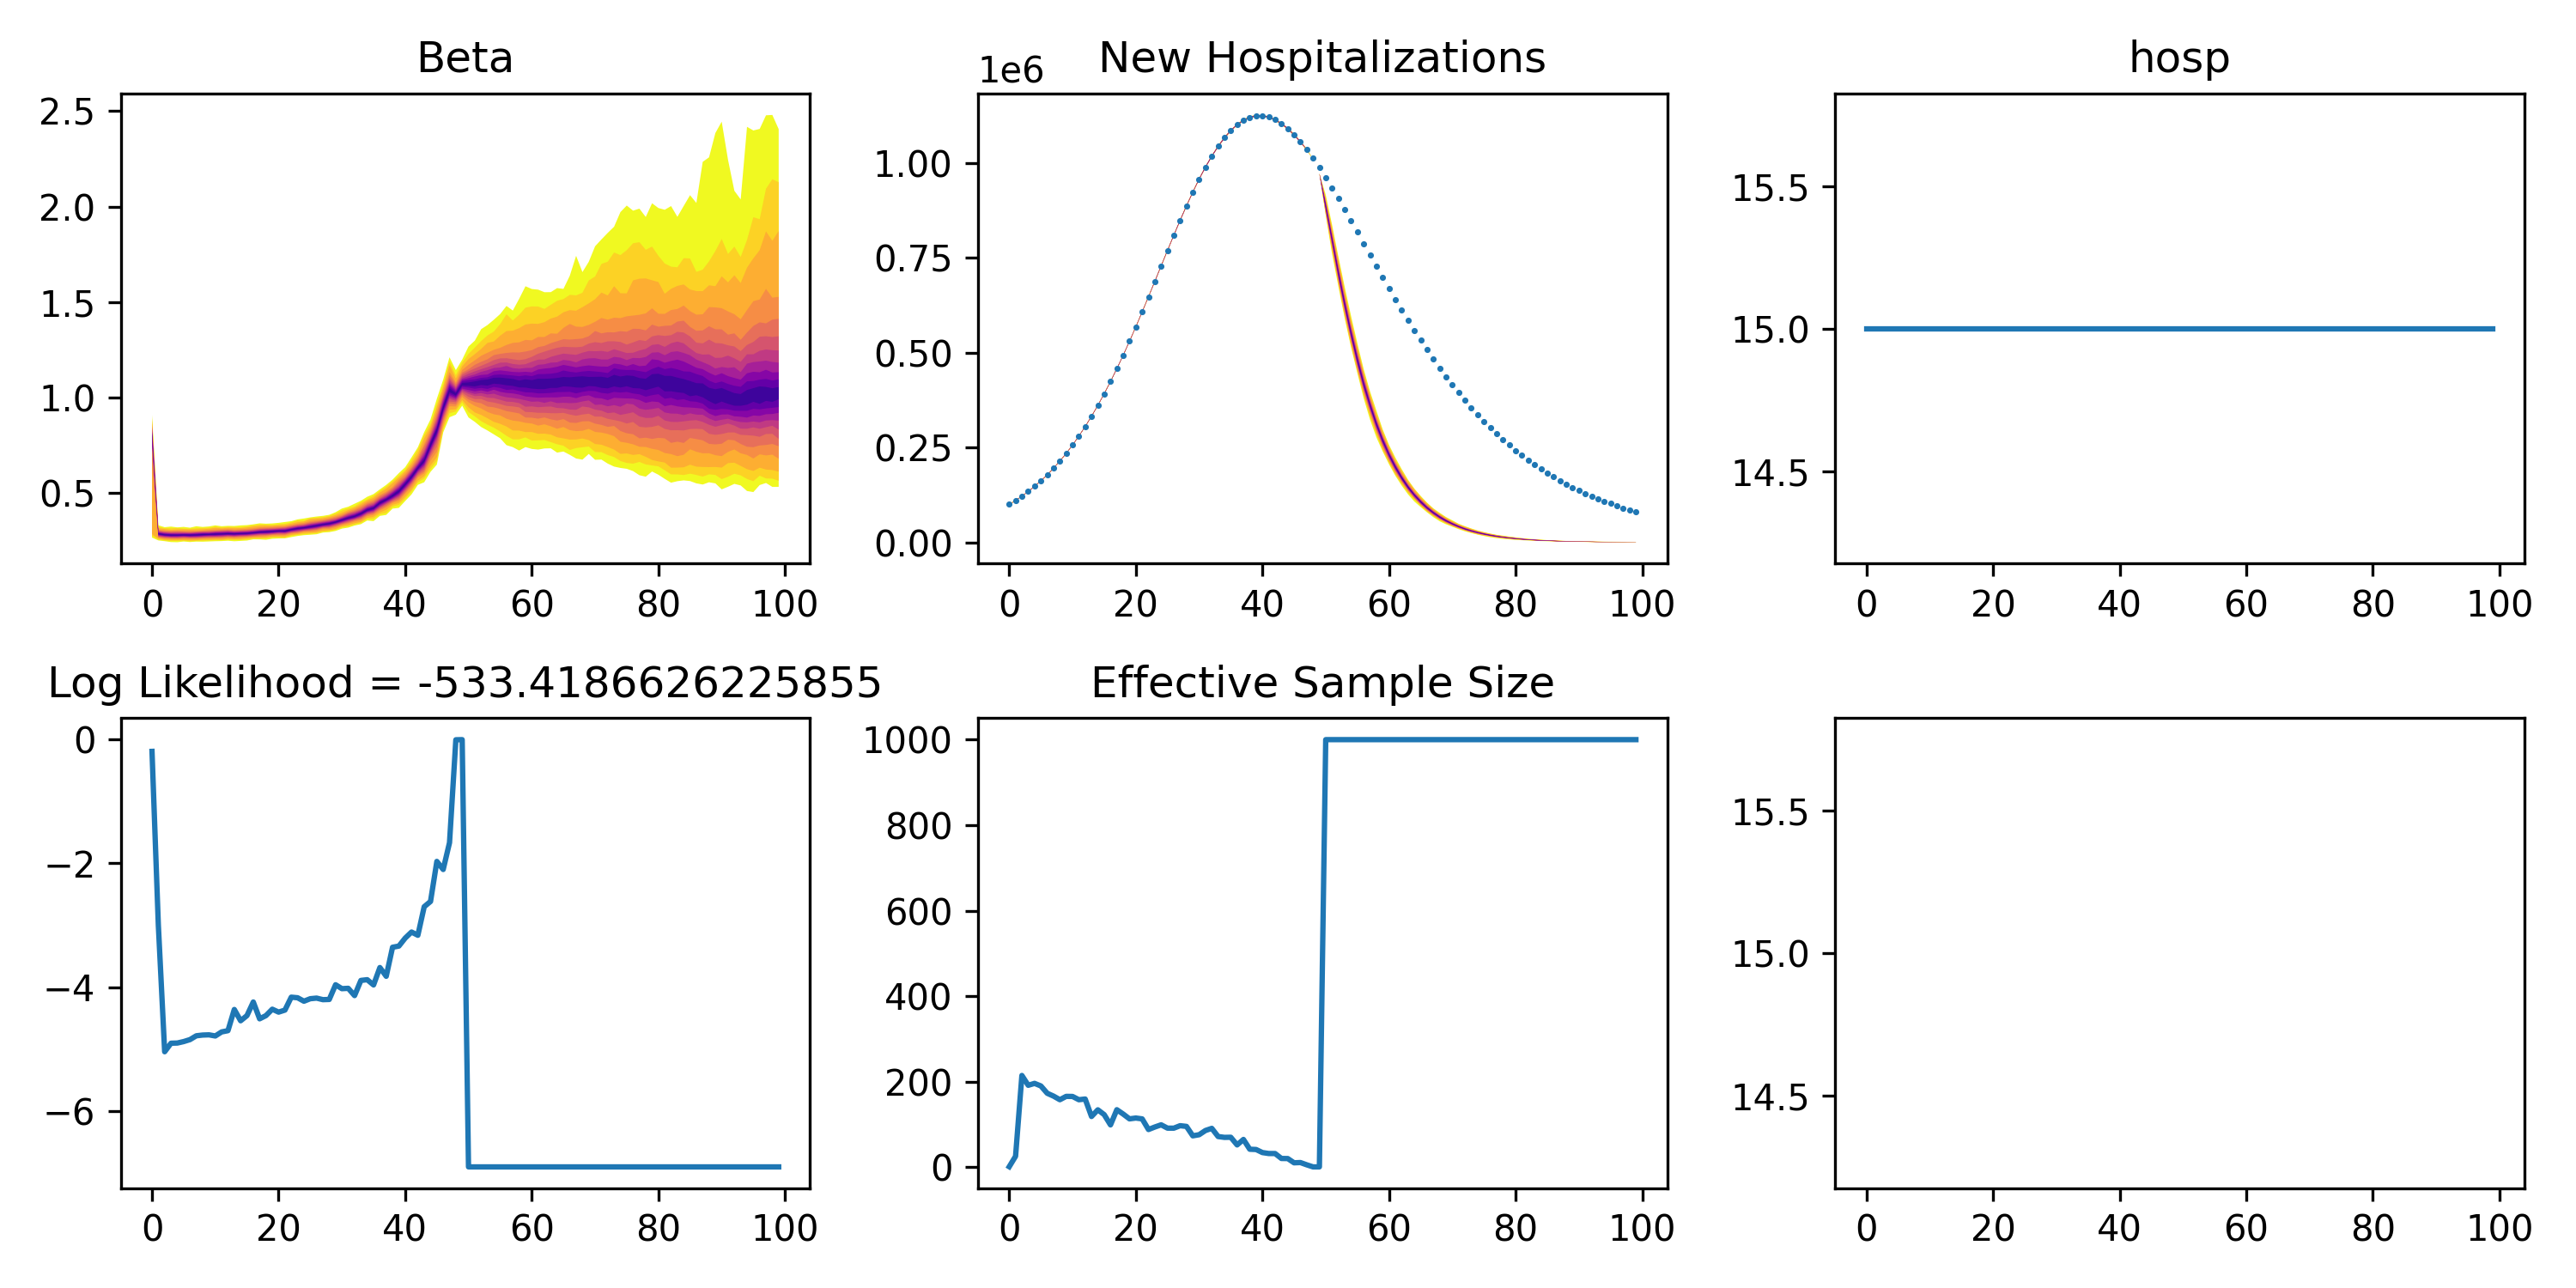 Beta
2.5
2.0
1.5
1.0
0.5
0 20 40 60 80 100
New Hospitalizations
1e6
1.00
0.75
0.50
0.25
0.00
0 20 40 60 80 100
hosp
15.5
15.0
14.5
0 20 40 60 80 100
Log Likelihood = -533.4186626225855
0
−2
−4
−6
0 20 40 60 80 100
Effective Sample Size
1000
800
600
400
200
0
0 20 40 60 80 100
15.5
15.0
14.5
0 20 40 60 80 100